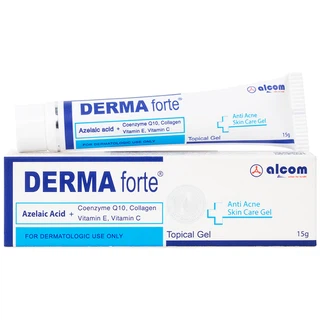 DERMA forte®
Azelaic acid + Coenzyme Q10, Collagen
Vitamin E, Vitamin C
alcom
Anti Acne
Skin Care Gel
Topical Gel
15g
DERMA forte®
Azelaic Acid + Coenzyme Q10, Collagen
Vitamin E, Vitamin C
FOR DERMATOLOGIC USE ONLY
alcom
Anti Acne
Skin Care Gel
Topical Gel
15g